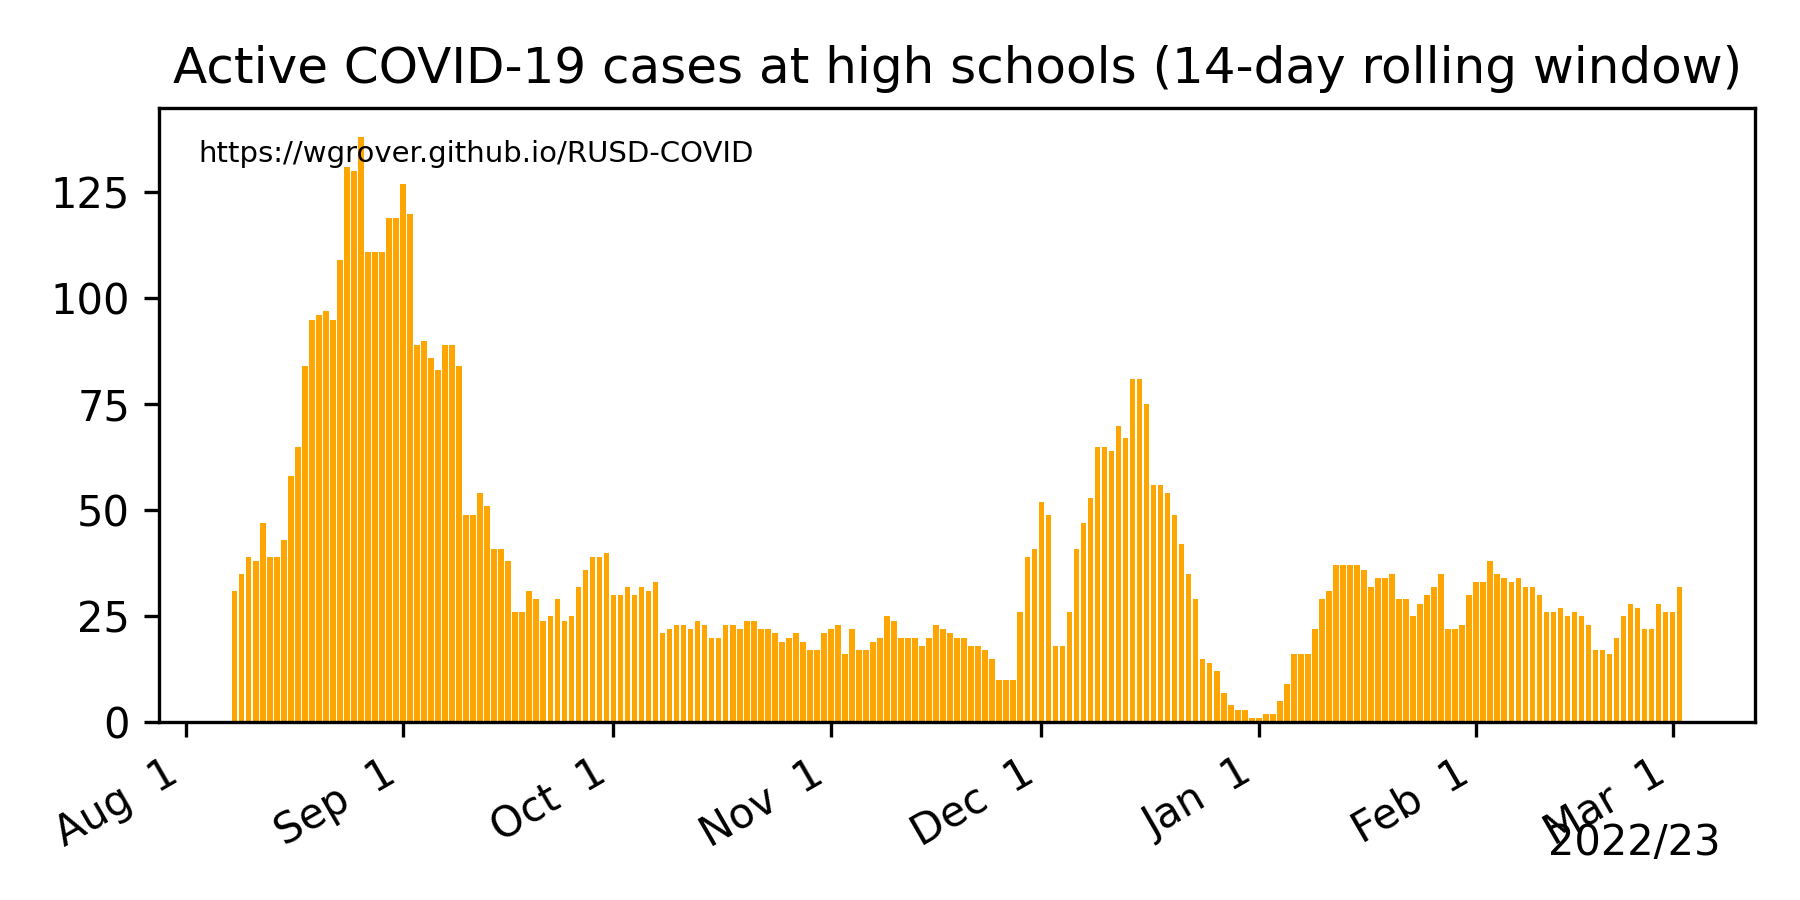 Active COVID-19 cases at high schools (14-day rolling window)
https://wgrover.github.io/RUSD-COVID
125
100
75
50
25
0
Aug 1
Sep 1
Oct 1
Nov 1
Dec 1
Jan 1
Feb 1
Mar 1
2022/23